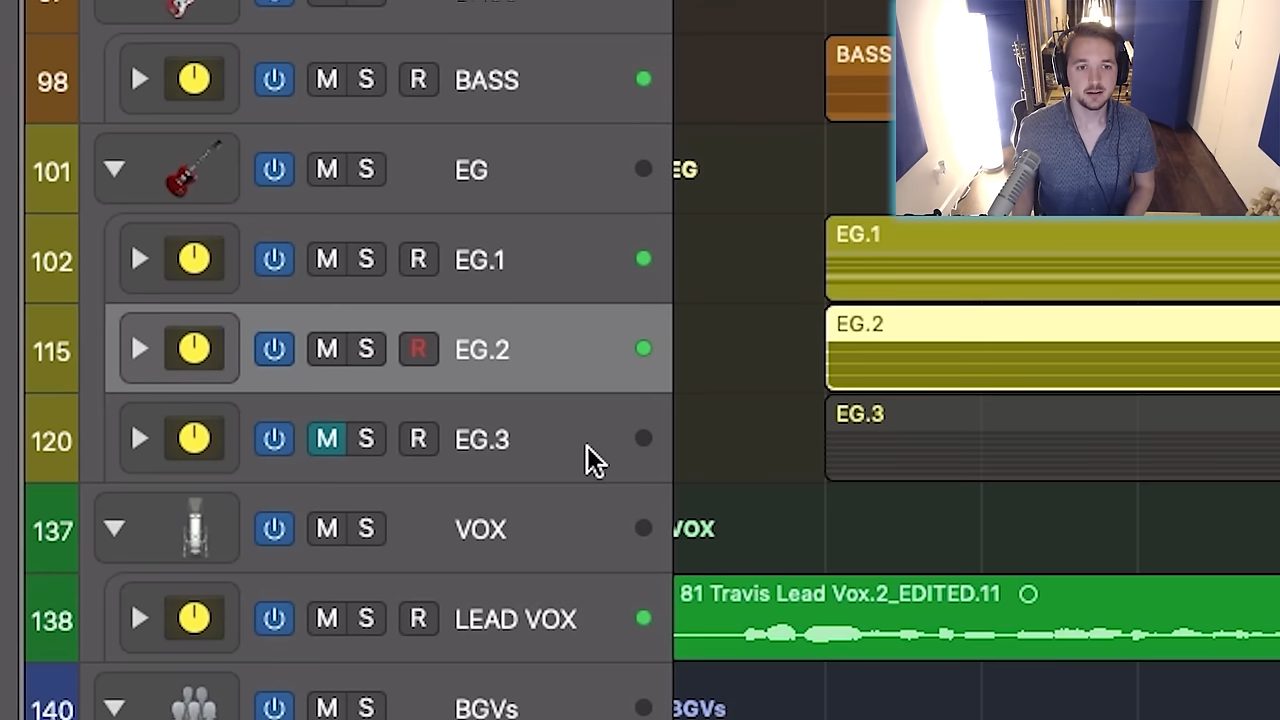 98 M S R BASS BASS
101 M S EG EG
102 M S R EG.1 EG.1
115 M S R EG.2 EG.2
120 M S R EG.3 EG.3
137 M S VOX VOX
138 M S R LEAD VOX 81 Travis Lead Vox.2_EDITED.11
140 M S BGVs BGVs